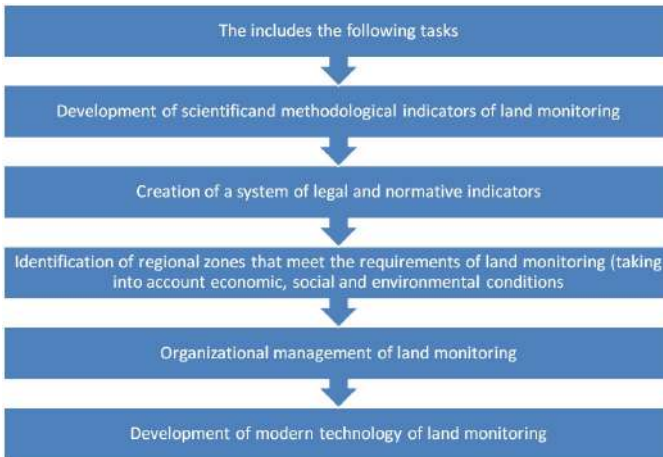 The includes the following tasks
Development of scientificand methodological indicators of land monitoring
Creation of a system of legal and normative indicators
Identification of regional zones that meet the requirements of land monitoring (taking
into account economic, social and environmental conditions
Organizational management of land monitoring
Development of modern technology of land monitoring